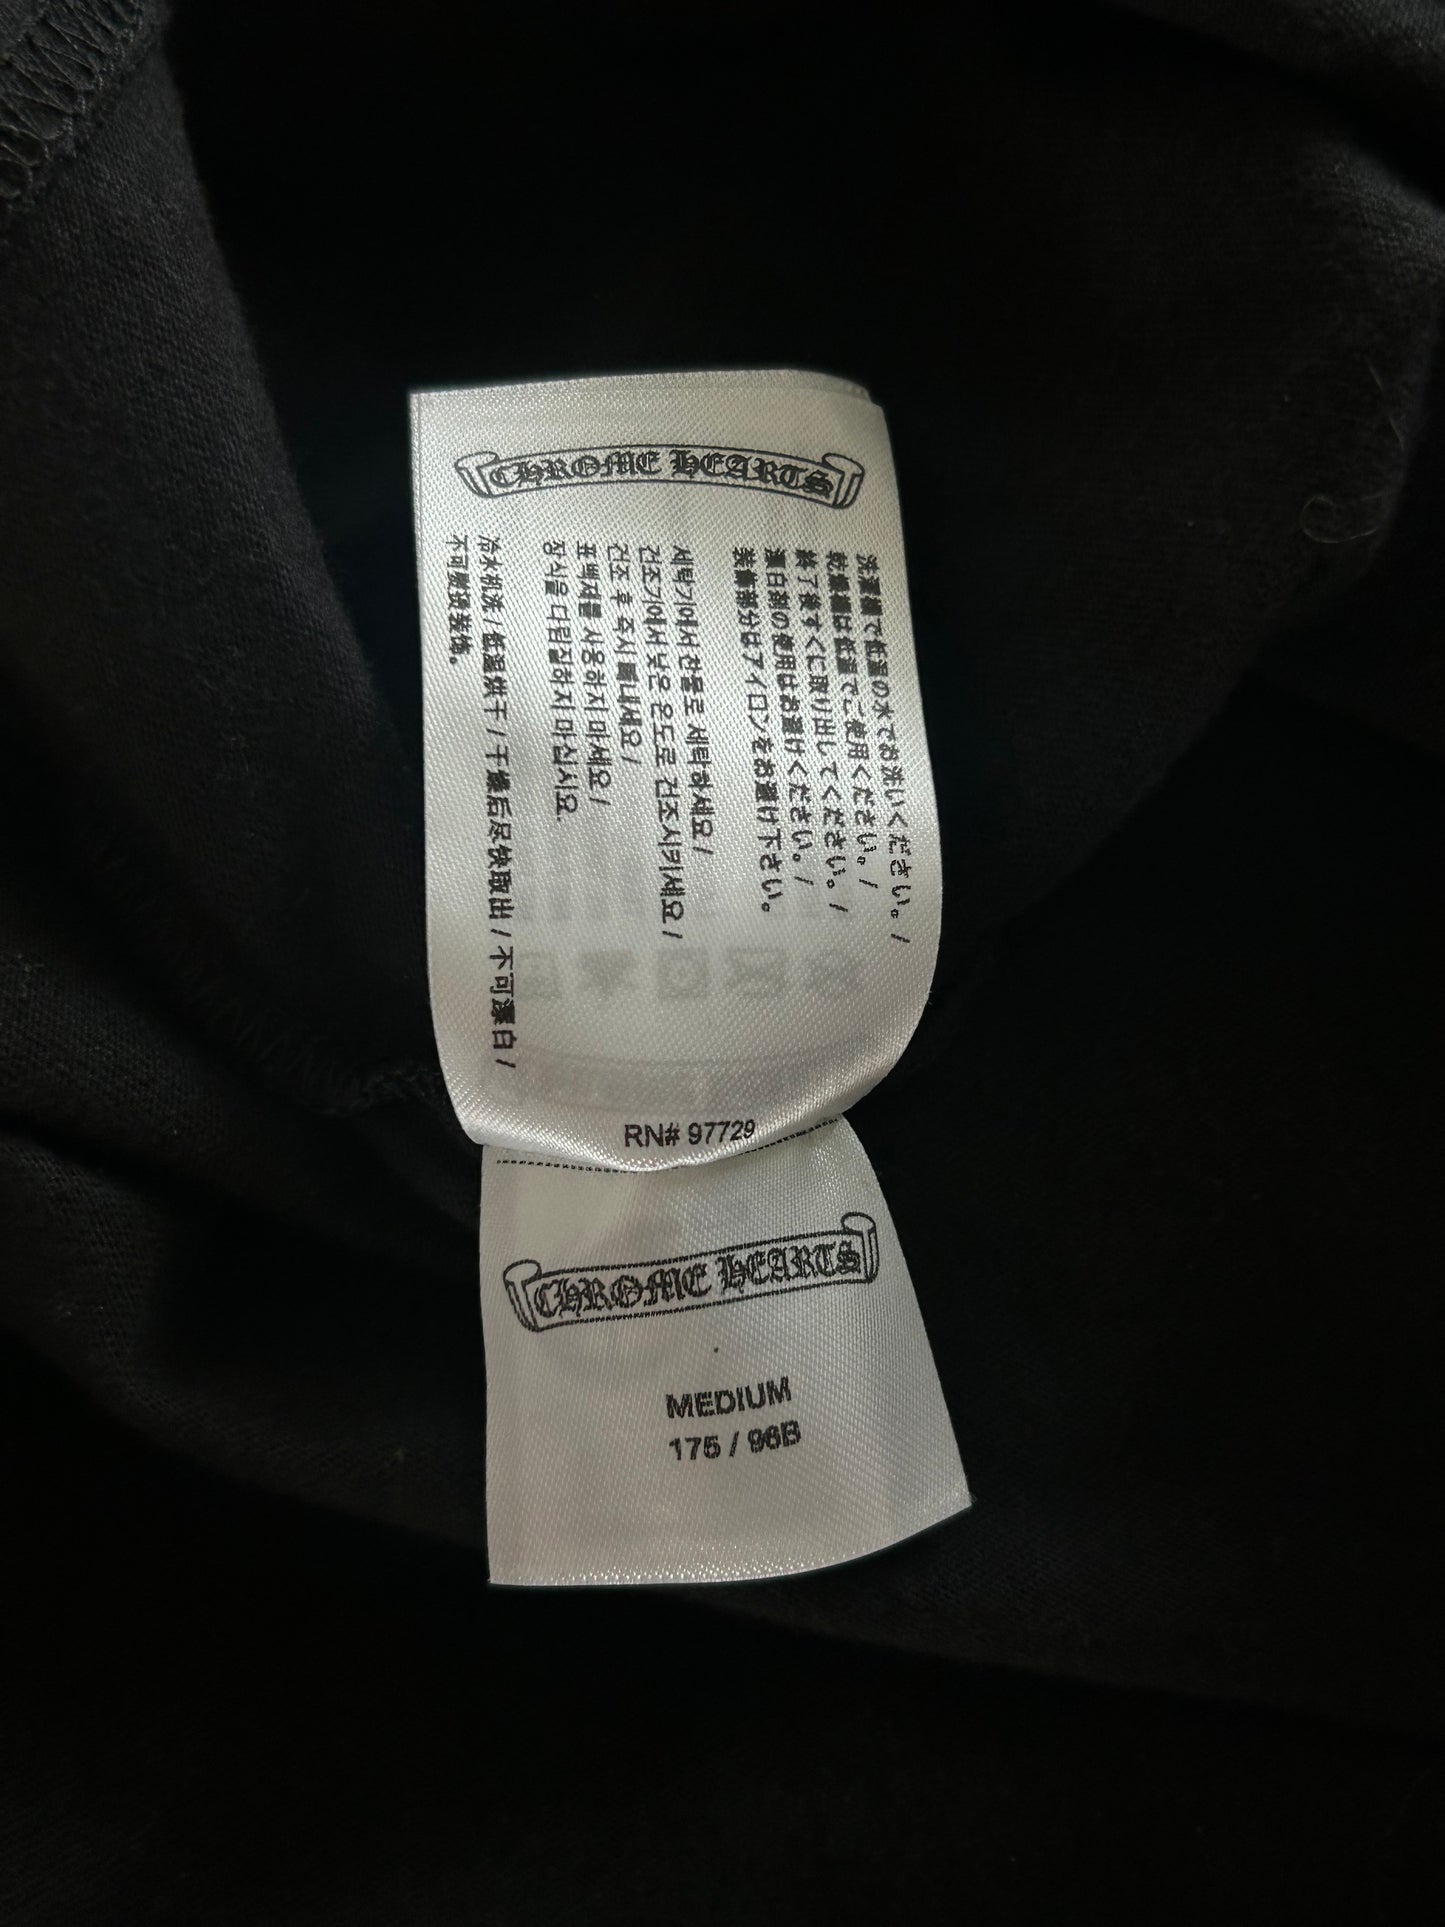 CHROME HEARTS
洗濯機で低温の水でお洗いください。/
乾燥機は低温でご使用ください。/
終了後すぐに取り出してください。/
漂白剤の使用はお避けください。/
装飾部分はアイロンをお避け下さい。
세탁기에서 찬물로 세탁하세요/
건조기에서 낮은 온도로 건조시키세요/
건조 후 즉시 꺼내세요/
표백제를 사용하지 마세요/
장식을 다림질하지 마십시오.
冷水机洗/低温烘干/干燥后尽快取出/不可漂白/
不可熨烫装饰。
RN# 97729
CHROME HEARTS
MEDIUM
175 / 96B